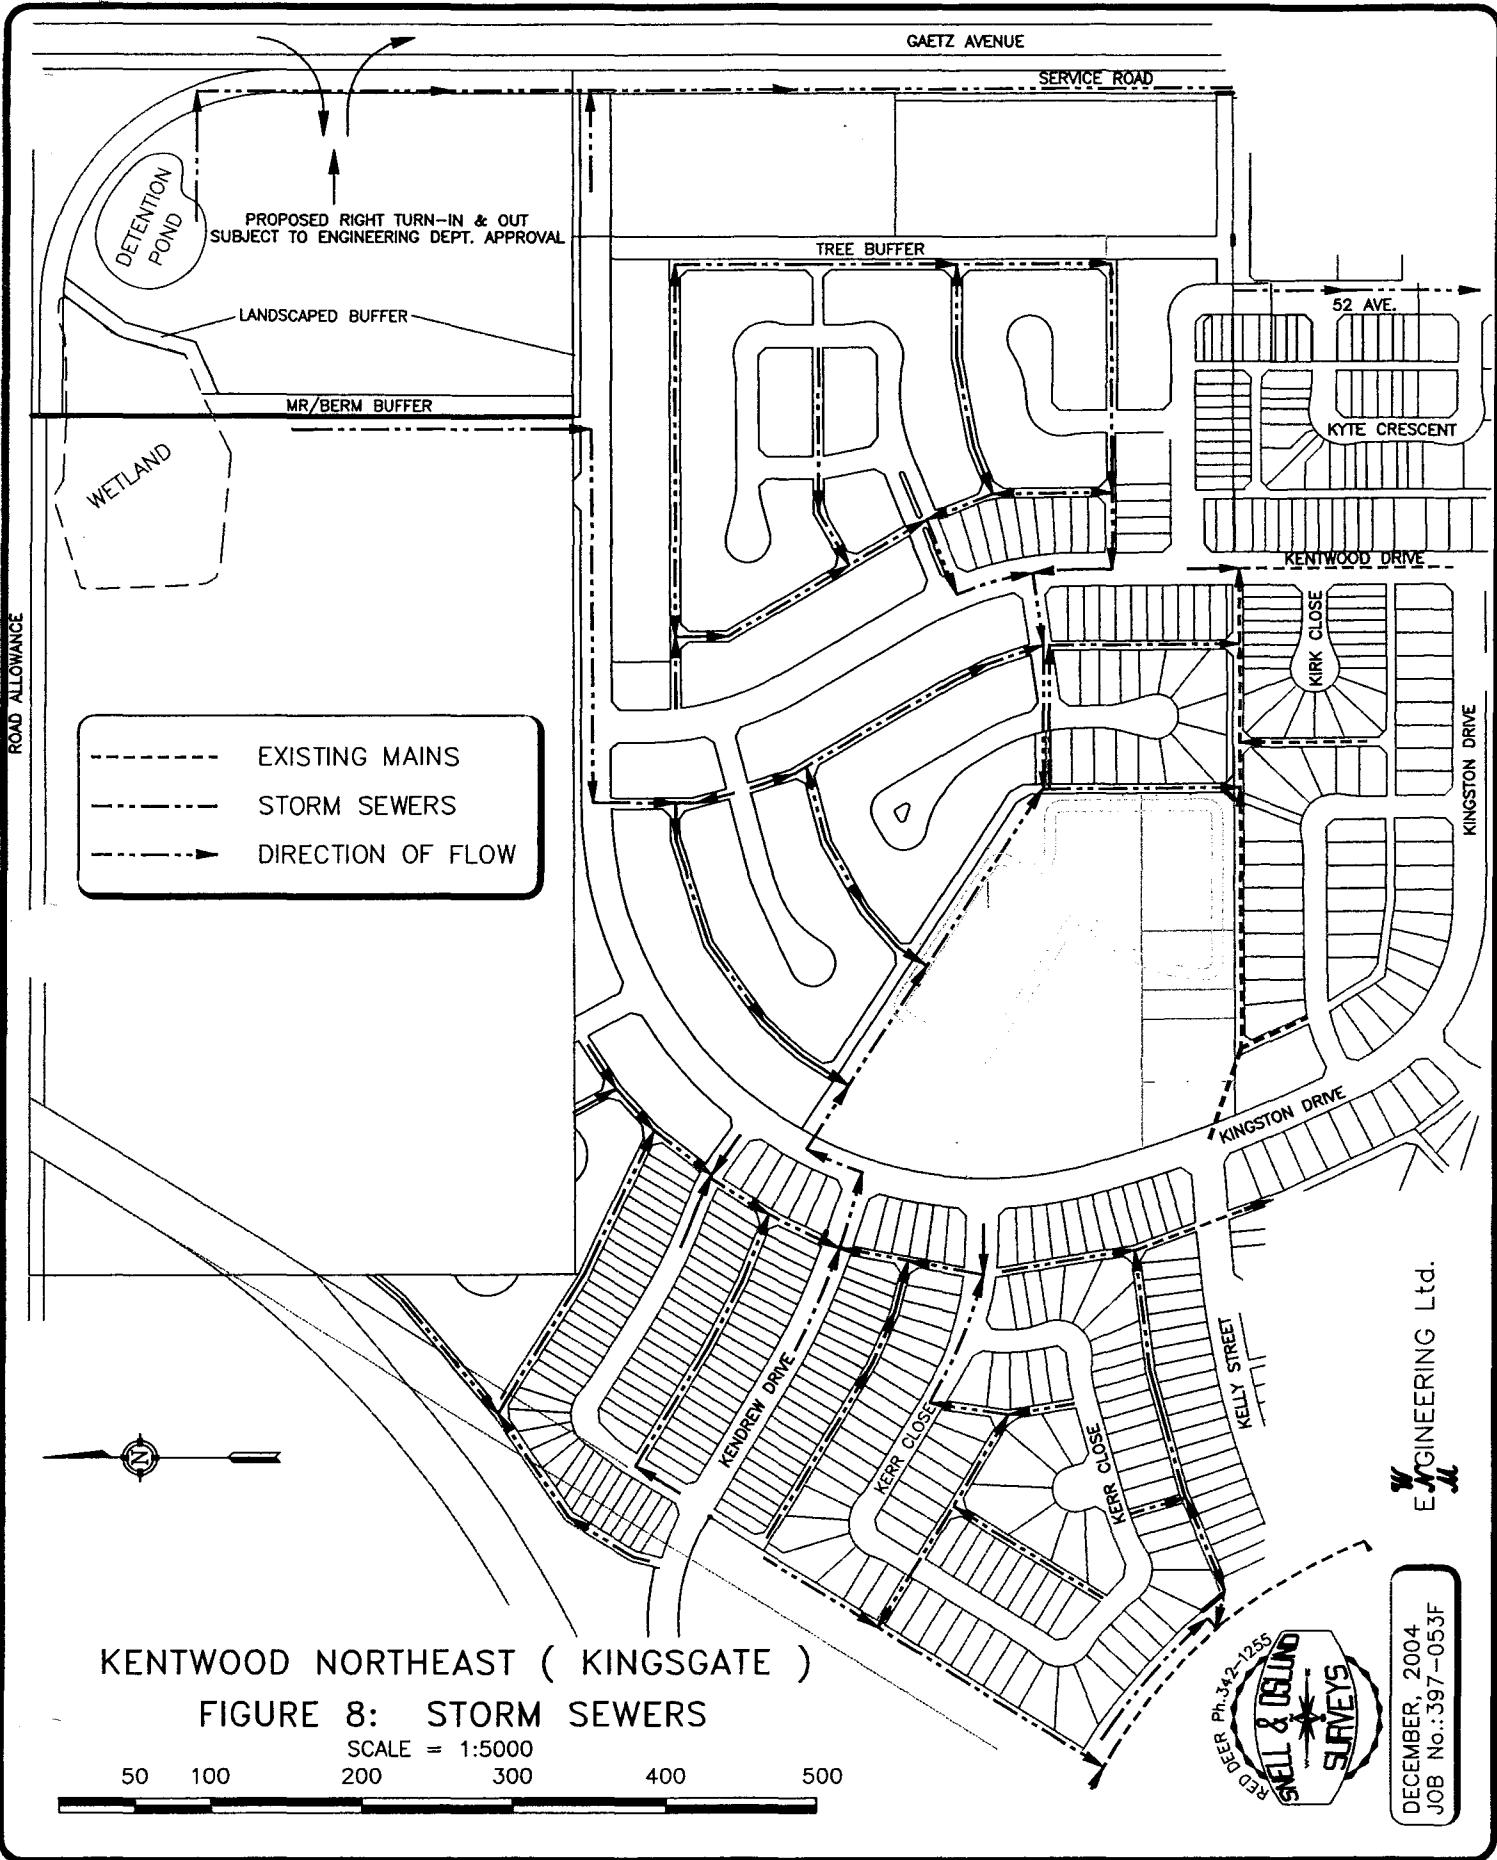 GAETZ AVENUE
SERVICE ROAD
DETENTION
POND
PROPOSED RIGHT TURN-IN & OUT
SUBJECT TO ENGINEERING DEPT. APPROVAL
TREE BUFFER
LANDSCAPED BUFFER
52 AVE.
MR/BERM BUFFER
KYTE CRESCENT
WETLAND
KENTWOOD DRIVE
KIRK CLOSE
ROAD ALLOWANCE
KINGSTON DRIVE
EXISTING MAINS
STORM SEWERS
DIRECTION OF FLOW
KINGSTON DRIVE
KELLY STREET
KENDREW DRIVE
KERR CLOSE
KERR CLOSE
N
ENGINEERING Ltd.
KENTWOOD NORTHEAST ( KINGSGATE )
FIGURE 8: STORM SEWERS
SCALE = 1:5000
50 100 200 300 400 500
RED DEER Ph.342-1255
SNELL & OSLUND
SURVEYS
DECEMBER, 2004
JOB No.:397-053F